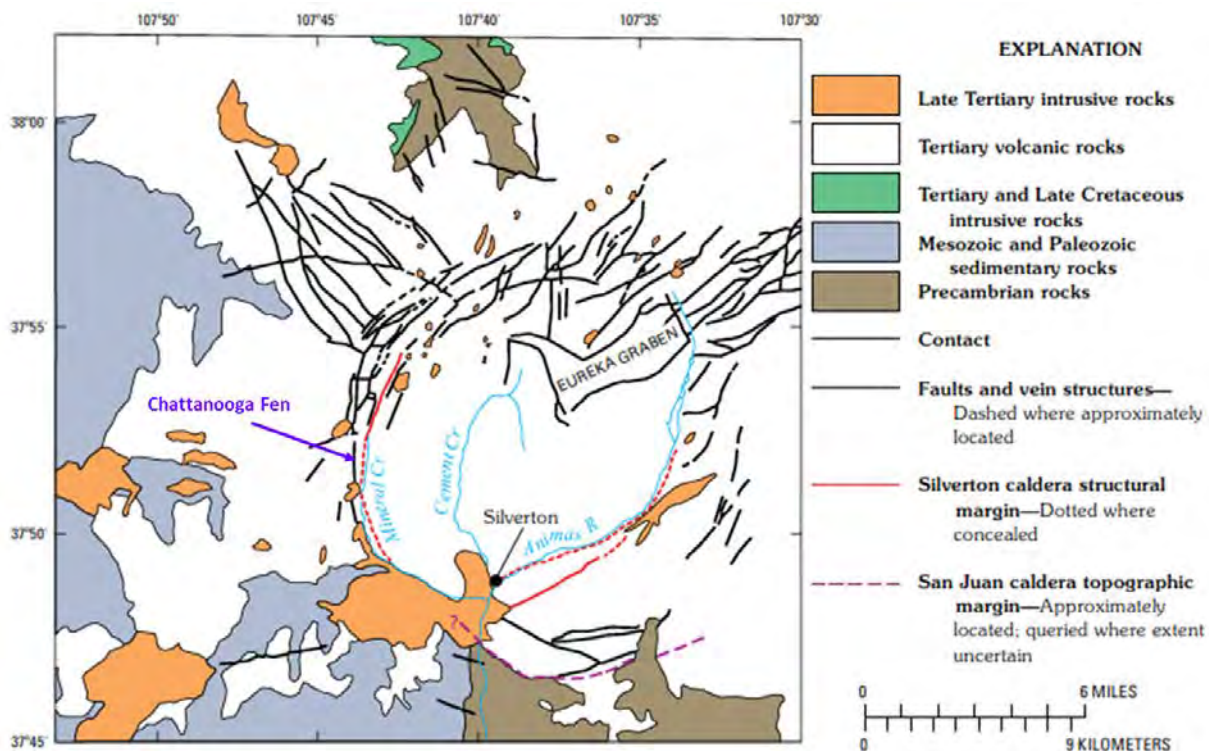 107°50'
107°45'
107°40'
107°35'
107°30'
38°00'
37°55'
37°50'
37°45'
Chattanooga Fen
EUREKA GRABEN
Mineral Cr
Cement Cr
Silverton
Animas R
?
EXPLANATION
Late Tertiary intrusive rocks
Tertiary volcanic rocks
Tertiary and Late Cretaceous
intrusive rocks
Mesozoic and Paleozoic
sedimentary rocks
Precambrian rocks
Contact
Faults and vein structures—
Dashed where approximately
located
Silverton caldera structural
margin—Dotted where
concealed
San Juan caldera topographic
margin—Approximately
located; queried where extent
uncertain
0 6 MILES
0 9 KILOMETERS